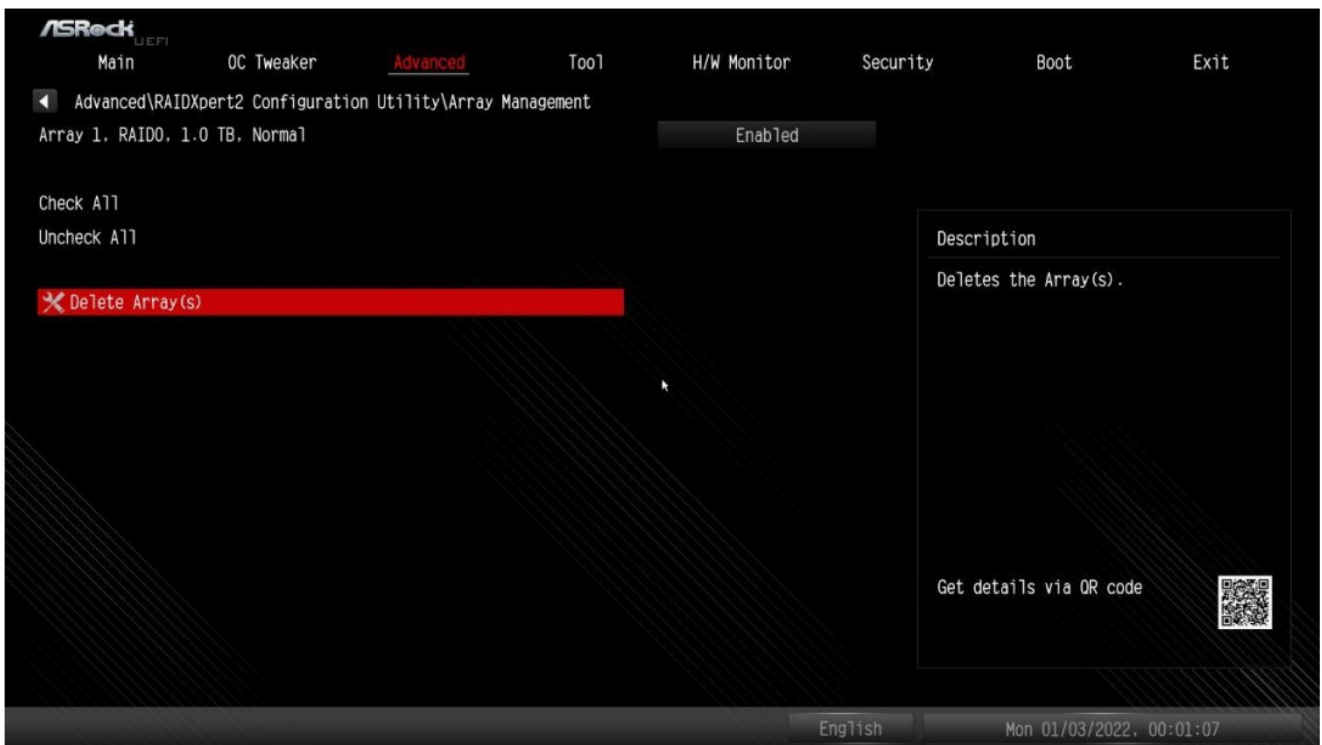 ASRock
UEFI
Main OC Tweaker Advanced Tool H/W Monitor Security Boot Exit
Advanced\RAIDXpert2 Configuration Utility\Array Management
Array 1, RAID0, 1.0 TB, Normal Enabled
Check All
Uncheck All
Delete Array(s)
Description
Deletes the Array(s).
Get details via QR code
English Mon 01/03/2022, 00:01:07